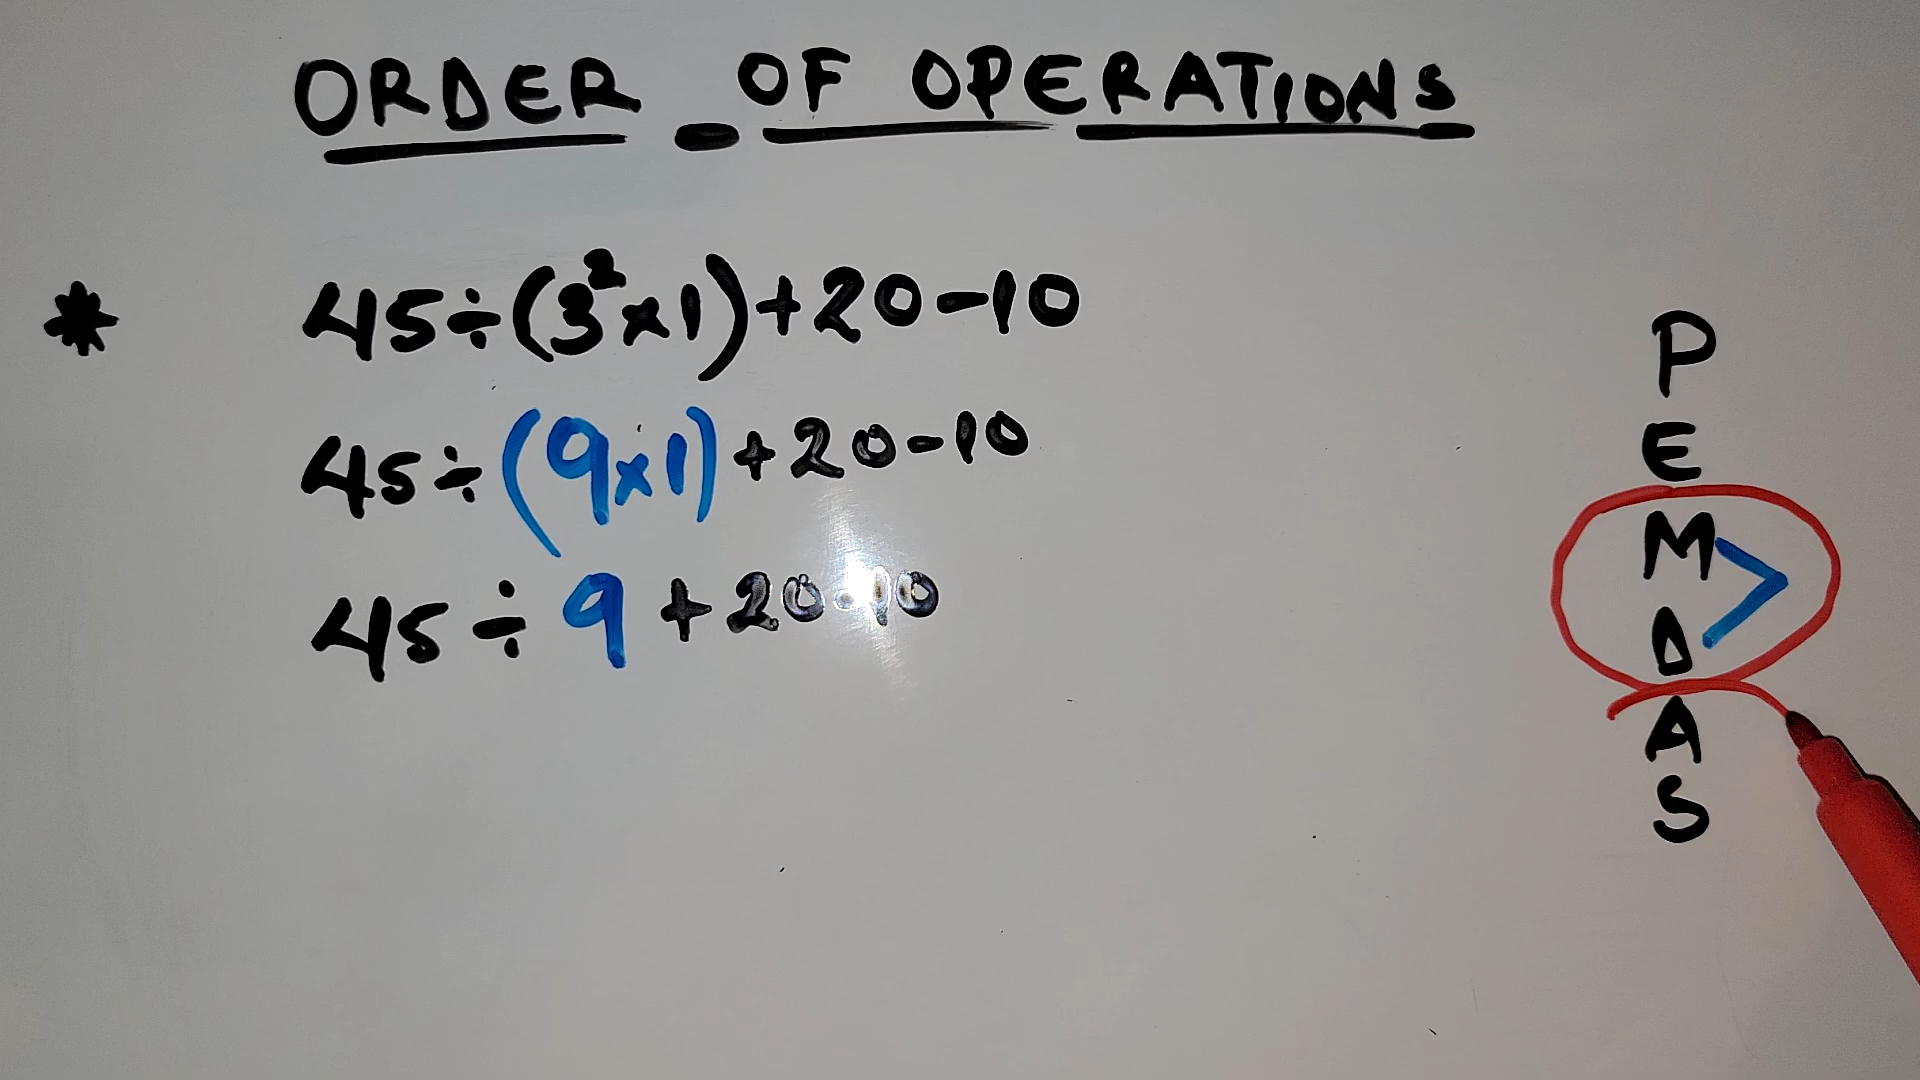 ORDER OF OPERATIONS
* 45÷(3²×1)+20-10
45÷(9×1)+20-10
45÷9+20-10
P
E
M
D
A
S